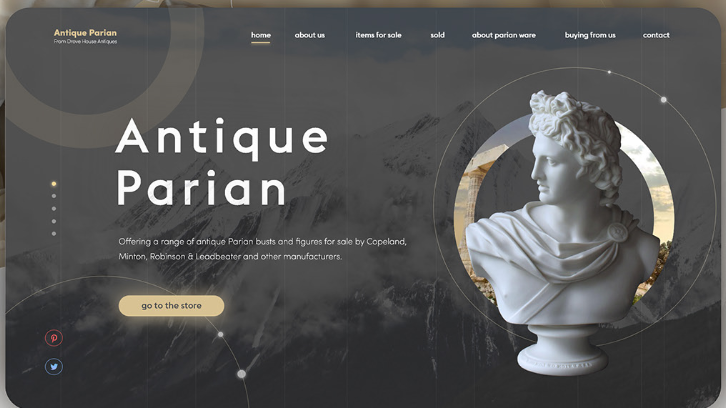 Antique Parian
From Drove House Antiques
home about us items for sale sold about parian ware buying from us contact
Antique
Parian
Offering a range of antique Parian busts and figures for sale by Copeland,
Minton, Robinson & Leadbeater and other manufacturers.
go to the store